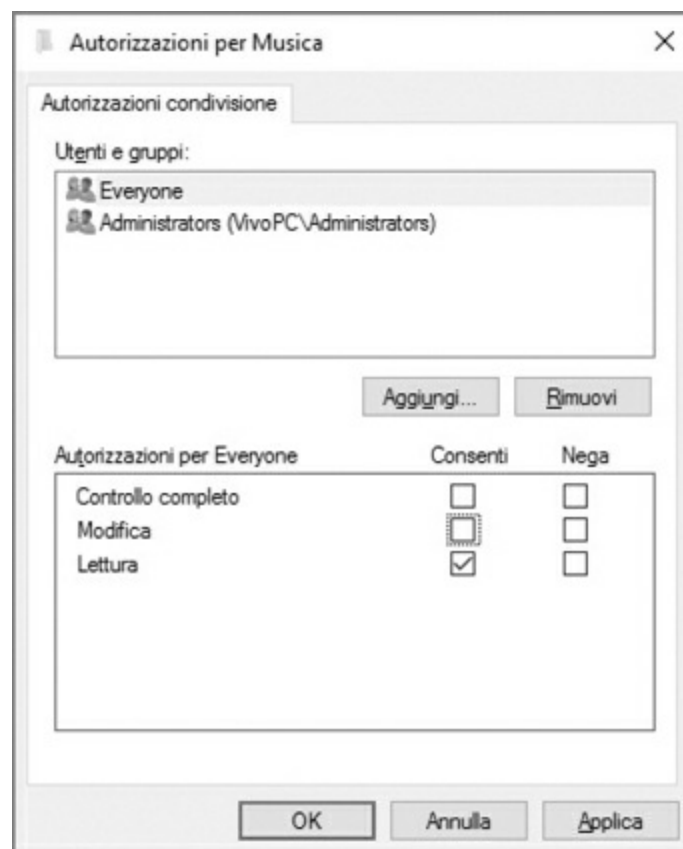 Autorizzazioni per Musica
Autorizzazioni condivisione
Utenti e gruppi:
Everyone
Administrators (VivoPC\Administrators)
Aggiungi... Rimuovi
Autorizzazioni per Everyone Consenti Nega
Controllo completo
Modifica
Lettura
OK Annulla Applica